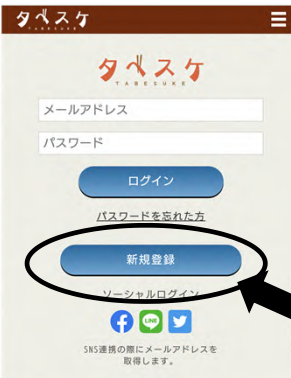 タベスケ
TABESUKE
タベスケ
TABESUKE
メールアドレス
パスワード
ログイン
パスワードを忘れた方
新規登録
ソーシャルログイン
LINE
SNS連携の際にメールアドレスを
取得します。